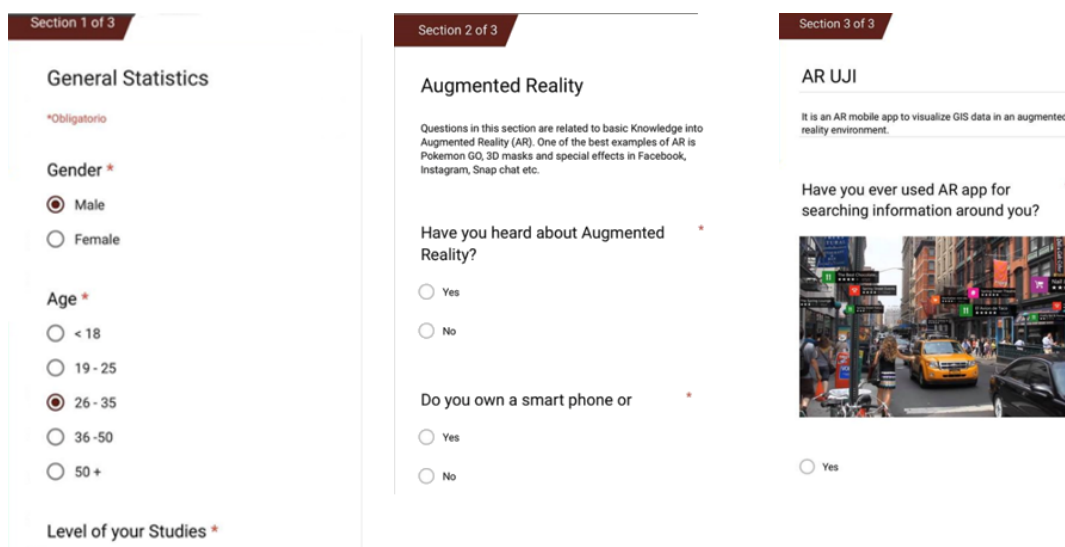 Section 1 of 3
General Statistics
*Obligatorio
Gender *
Male
Female
Age *
< 18
19 - 25
26 - 35
36 -50
50 +
Level of your Studies *
Section 2 of 3
Augmented Reality
Questions in this section are related to basic Knowledge into
Augmented Reality (AR). One of the best examples of AR is
Pokemon GO, 3D masks and special effects in Facebook,
Instagram, Snap chat etc.
Have you heard about Augmented *
Reality?
Yes
No
Do you own a smart phone or *
Yes
No
Section 3 of 3
AR UJI
It is an AR mobile app to visualize GIS data in an augmented
reality environment.
Have you ever used AR app for
searching information around you?
Yes